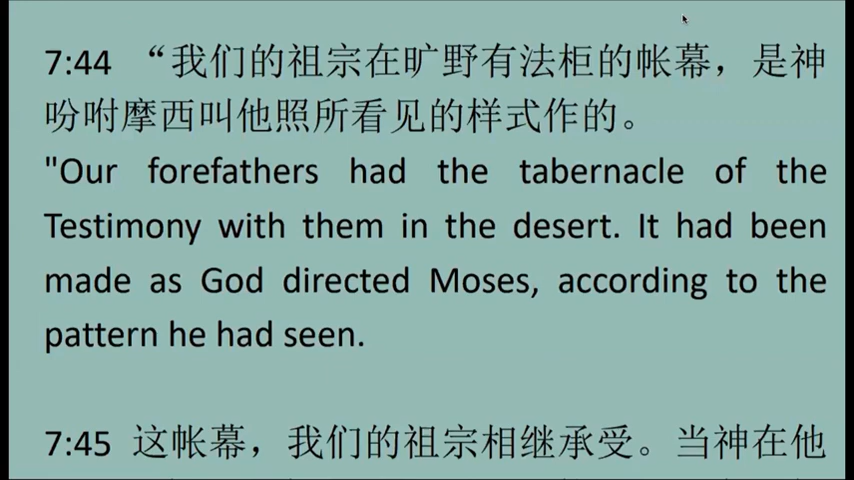 7:44 “我们的祖宗在旷野有法柜的帐幕，是神
吩咐摩西叫他照所看见的样式作的。
"Our forefathers had the tabernacle of the
Testimony with them in the desert. It had been
made as God directed Moses, according to the
pattern he had seen.
7:45 这帐幕，我们的祖宗相继承受。当神在他